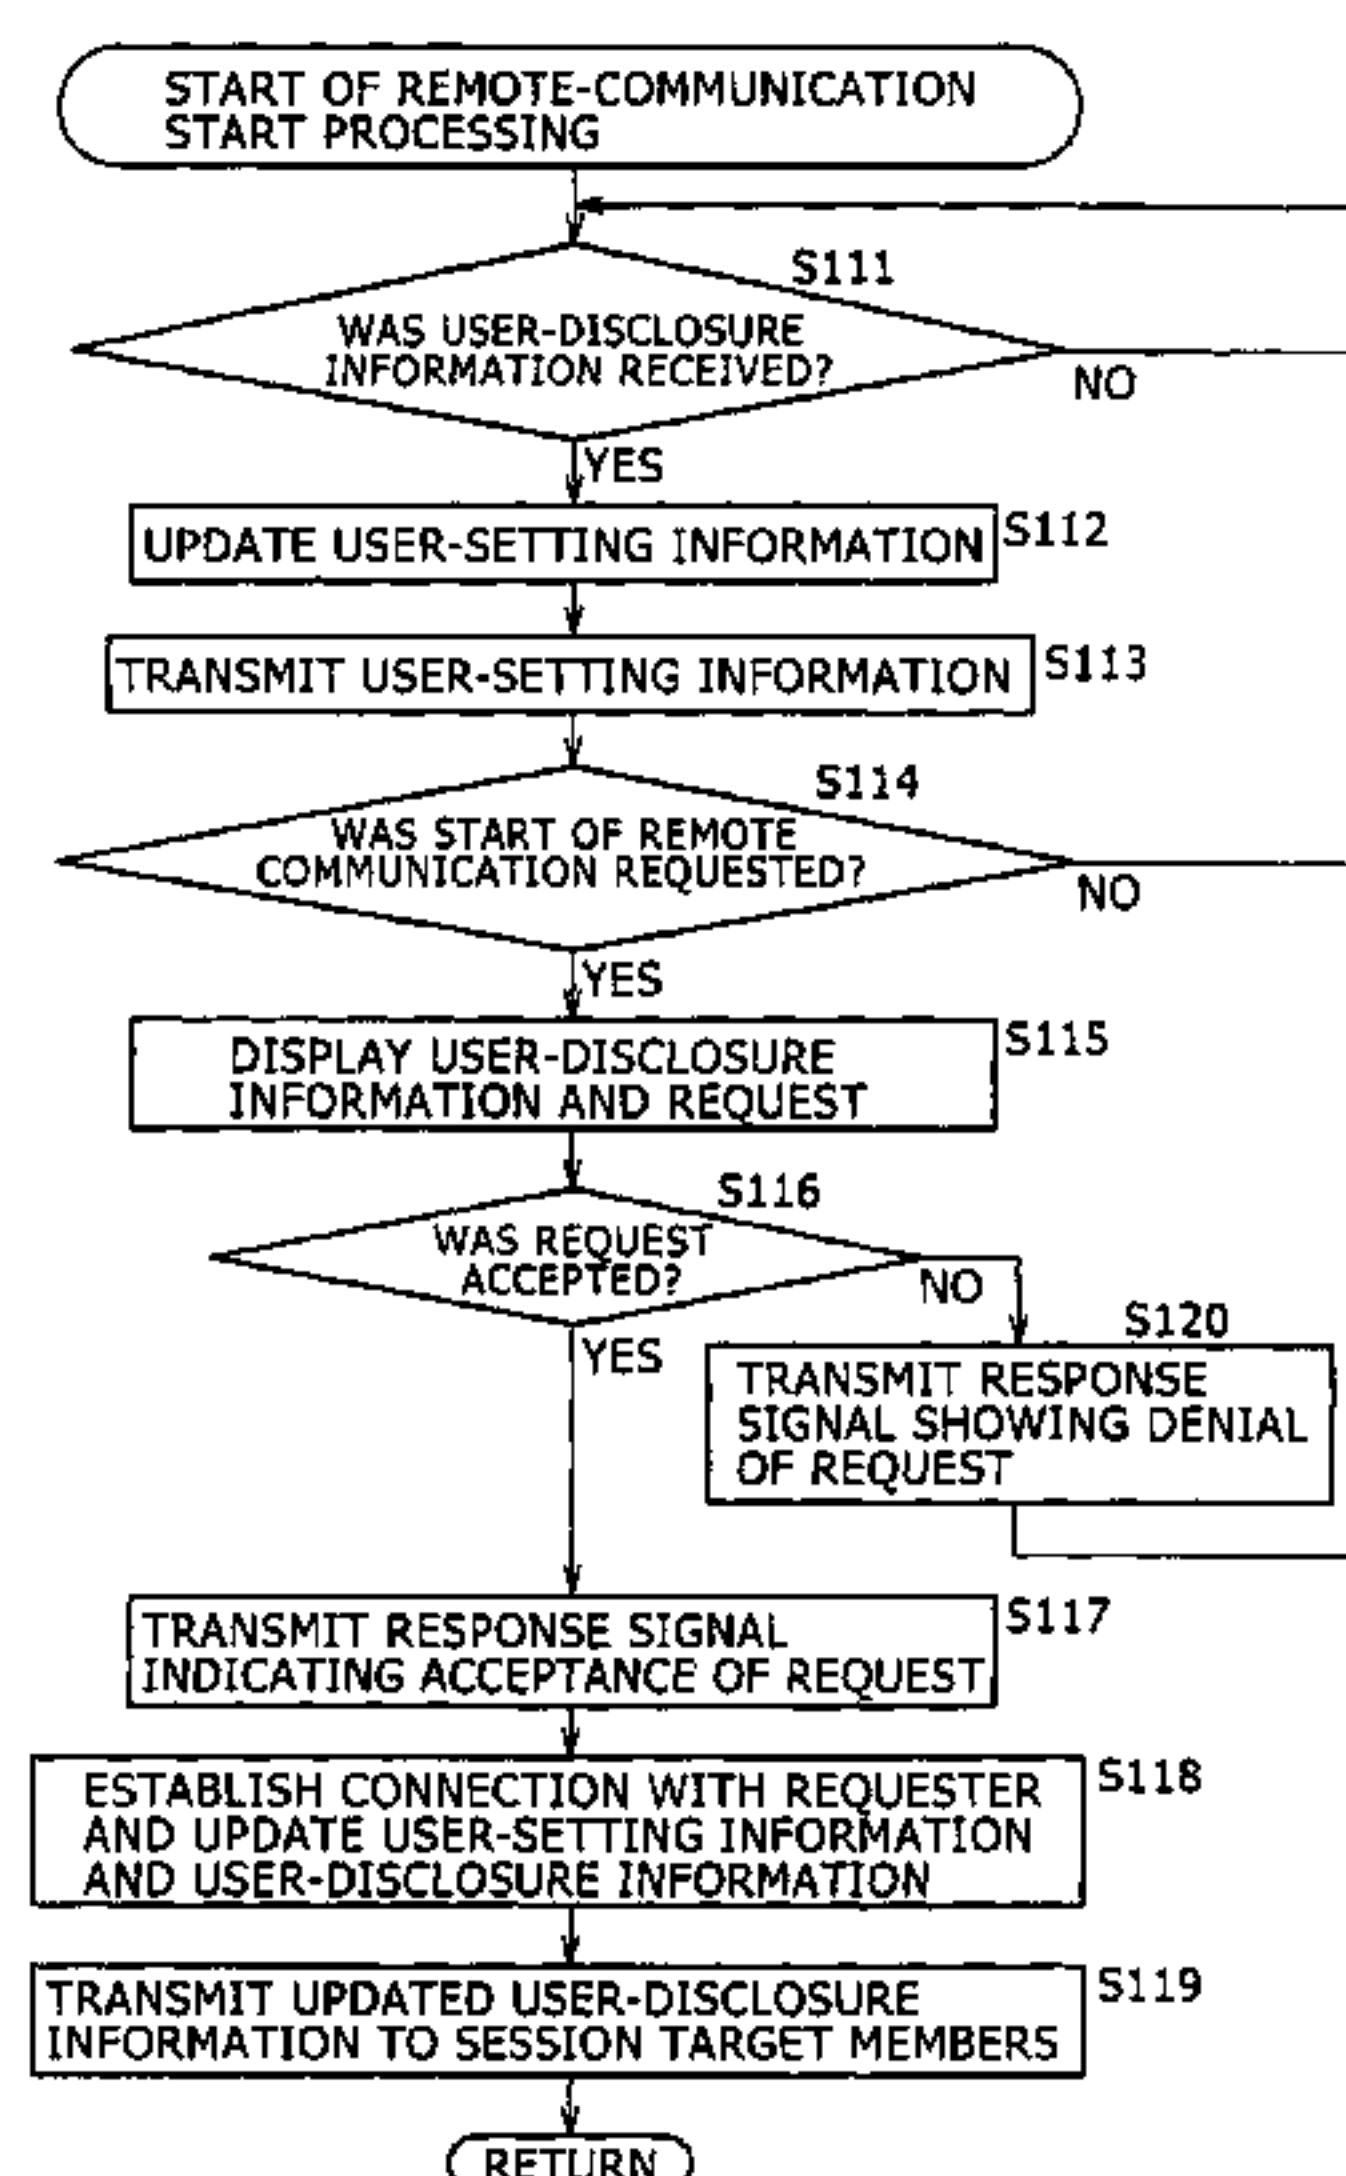 START OF REMOTE-COMMUNICATION
START PROCESSING
S111
WAS USER-DISCLOSURE
INFORMATION RECEIVED?
NO
YES
UPDATE USER-SETTING INFORMATION
S112
TRANSMIT USER-SETTING INFORMATION
S113
S114
WAS START OF REMOTE
COMMUNICATION REQUESTED?
NO
YES
DISPLAY USER-DISCLOSURE
INFORMATION AND REQUEST
S115
S116
WAS REQUEST
ACCEPTED?
NO
YES
S120
TRANSMIT RESPONSE
SIGNAL SHOWING DENIAL
OF REQUEST
TRANSMIT RESPONSE SIGNAL
INDICATING ACCEPTANCE OF REQUEST
S117
ESTABLISH CONNECTION WITH REQUESTER
AND UPDATE USER-SETTING INFORMATION
AND USER-DISCLOSURE INFORMATION
S118
TRANSMIT UPDATED USER-DISCLOSURE
INFORMATION TO SESSION TARGET MEMBERS
S119
RETURN